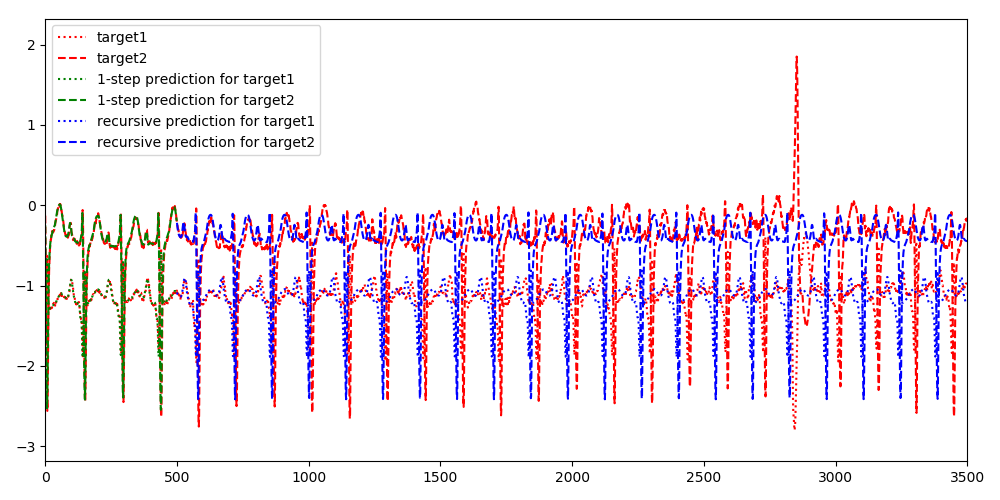 target1
target2
1-step prediction for target1
1-step prediction for target2
recursive prediction for target1
recursive prediction for target2
2
1
0
−1
−2
−3
0 500 1000 1500 2000 2500 3000 3500